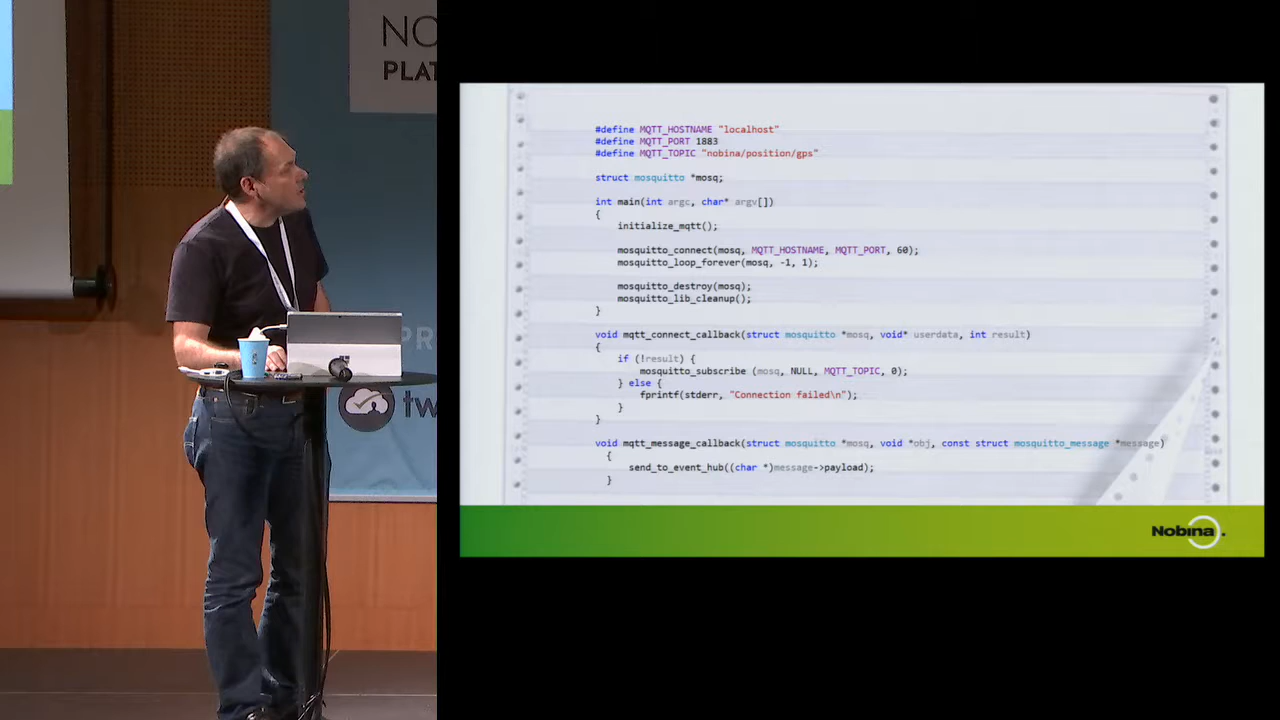 NO
PLAT
PR
tw
#define MQTT_HOSTNAME "localhost"
#define MQTT_PORT 1883
#define MQTT_TOPIC "nobina/position/gps"
struct mosquitto *mosq;
int main(int argc, char* argv[])
{
initialize_mqtt();
mosquitto_connect(mosq, MQTT_HOSTNAME, MQTT_PORT, 60);
mosquitto_loop_forever(mosq, -1, 1);
mosquitto_destroy(mosq);
mosquitto_lib_cleanup();
}
void mqtt_connect_callback(struct mosquitto *mosq, void* userdata, int result)
{
if (!result) {
mosquitto_subscribe (mosq, NULL, MQTT_TOPIC, 0);
} else {
fprintf(stderr, "Connection failed\n");
}
}
void mqtt_message_callback(struct mosquitto *mosq, void *obj, const struct mosquitto_message *message)
{
send_to_event_hub((char *)message->payload);
}
Nobina.